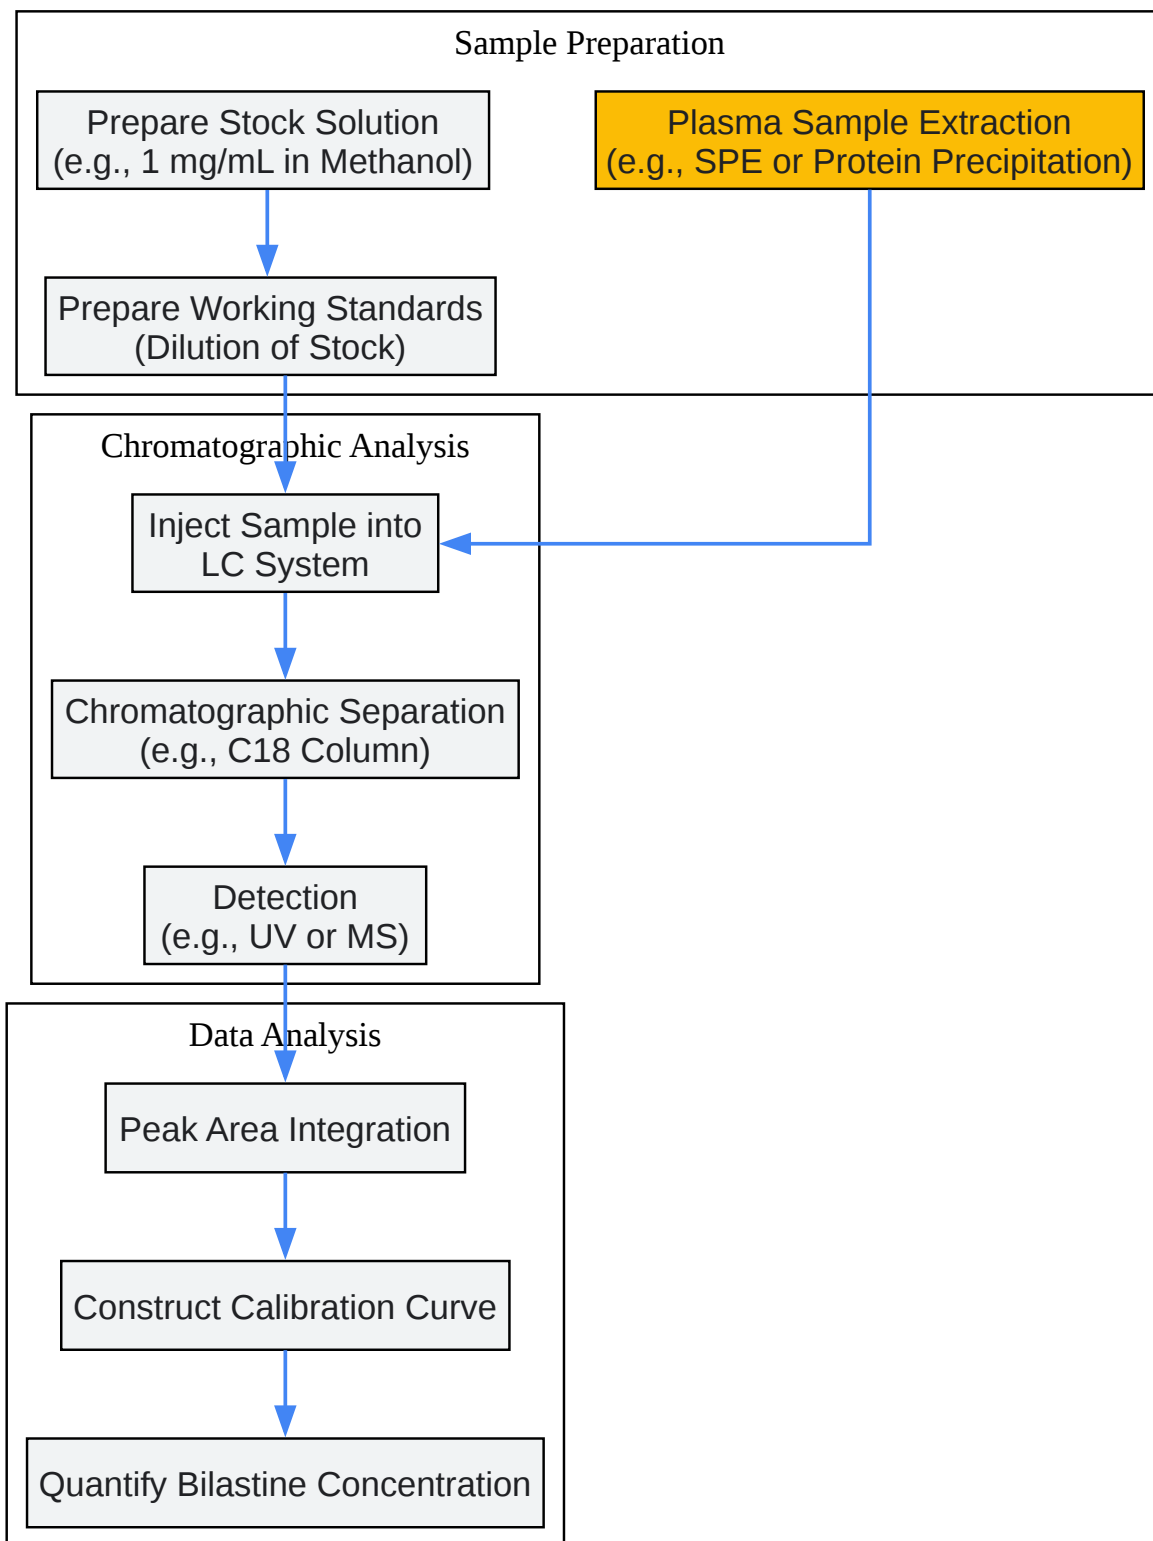 Sample Preparation
Prepare Stock Solution
(e.g., 1 mg/mL in Methanol)
Plasma Sample Extraction
(e.g., SPE or Protein Precipitation)
Prepare Working Standards
(Dilution of Stock)
Chromatographic Analysis
Inject Sample into
LC System
Chromatographic Separation
(e.g., C18 Column)
Detection
(e.g., UV or MS)
Data Analysis
Peak Area Integration
Construct Calibration Curve
Quantify Bilastine Concentration